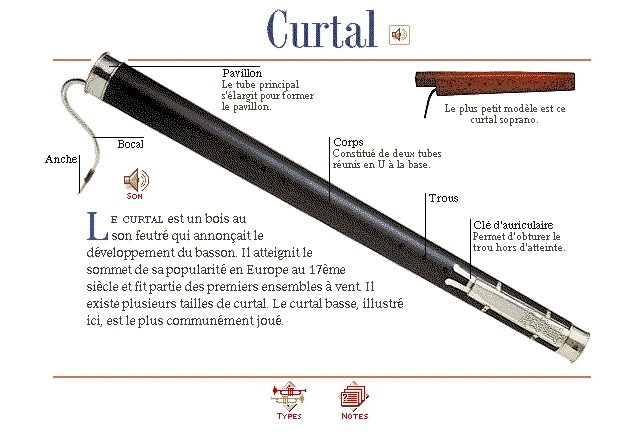 Curtal
Pavillon
Le tube principal
s'élargit pour former
le pavillon.
Le plus petit modèle est ce
curtal soprano.
Bocal
Anche
Corps
Constitué de deux tubes
réunis en U à la base.
SON
Trous
Clé d'auriculaire
Permet d'obturer le
trou hors d'atteinte.
LE CURTAL est un bois au
son feutré qui annonçait le
développement du basson. Il atteignit le
sommet de sa popularité en Europe au 17ème
siècle et fit partie des premiers ensembles à vent. Il
existe plusieurs tailles de curtal. Le curtal basse, illustré
ici, est le plus communément joué.
TYPES
NOTES